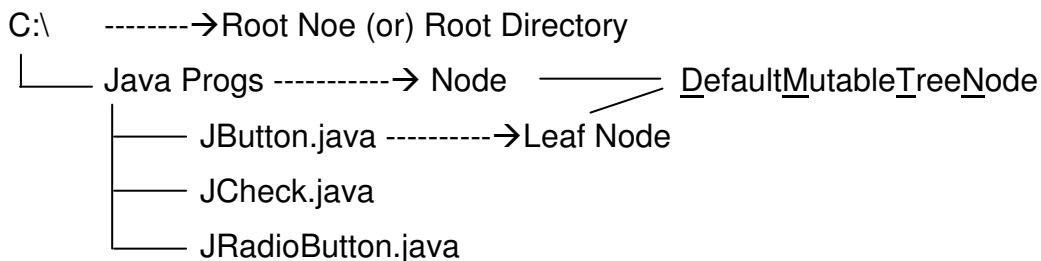 C:\ --------→Root Noe (or) Root Directory
Java Progs -----------→ Node DefaultMutableTreeNode
JButton.java ----------→Leaf Node
JCheck.java
JRadioButton.java